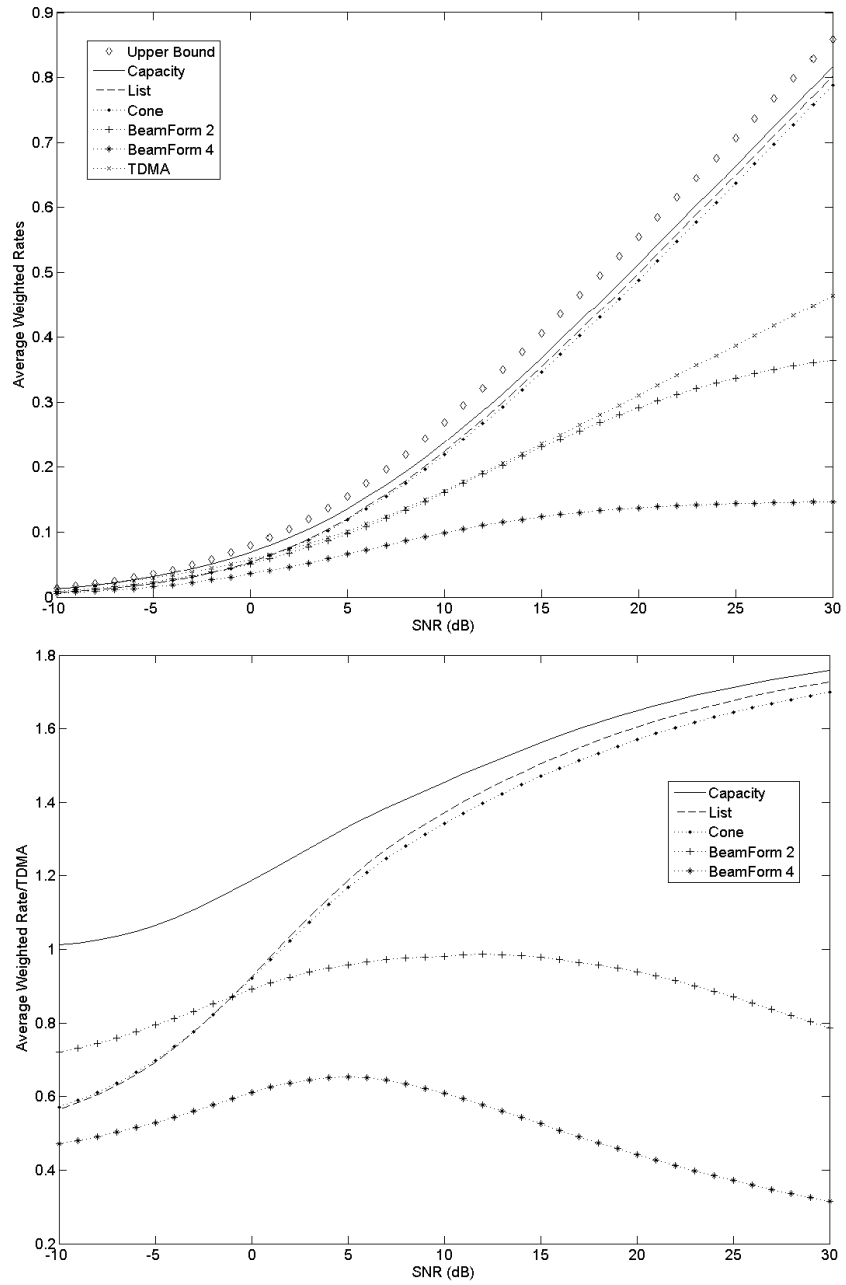 0.9
0.8
0.7
0.6
0.5
0.4
0.3
0.2
0.1
0
Average Weighted Rates
Upper Bound
Capacity
List
Cone
BeamForm 2
BeamForm 4
TDMA
-10
-5
0
5
10
15
20
25
30
SNR (dB)
1.8
1.6
1.4
1.2
1
0.8
0.6
0.4
0.2
Average Weighted Rate/TDMA
Capacity
List
Cone
BeamForm 2
BeamForm 4
-10
-5
0
5
10
15
20
25
30
SNR (dB)